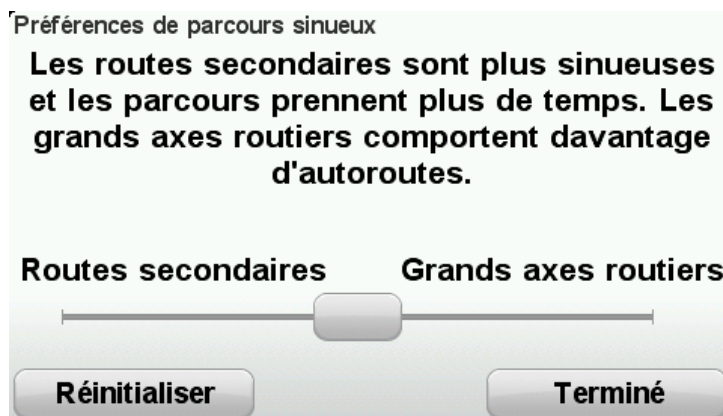 Préférences de parcours sinueux
Les routes secondaires sont plus sinueuses
et les parcours prennent plus de temps. Les
grands axes routiers comportent davantage
d'autoroutes.
Routes secondaires Grands axes routiers
Réinitialiser Terminé